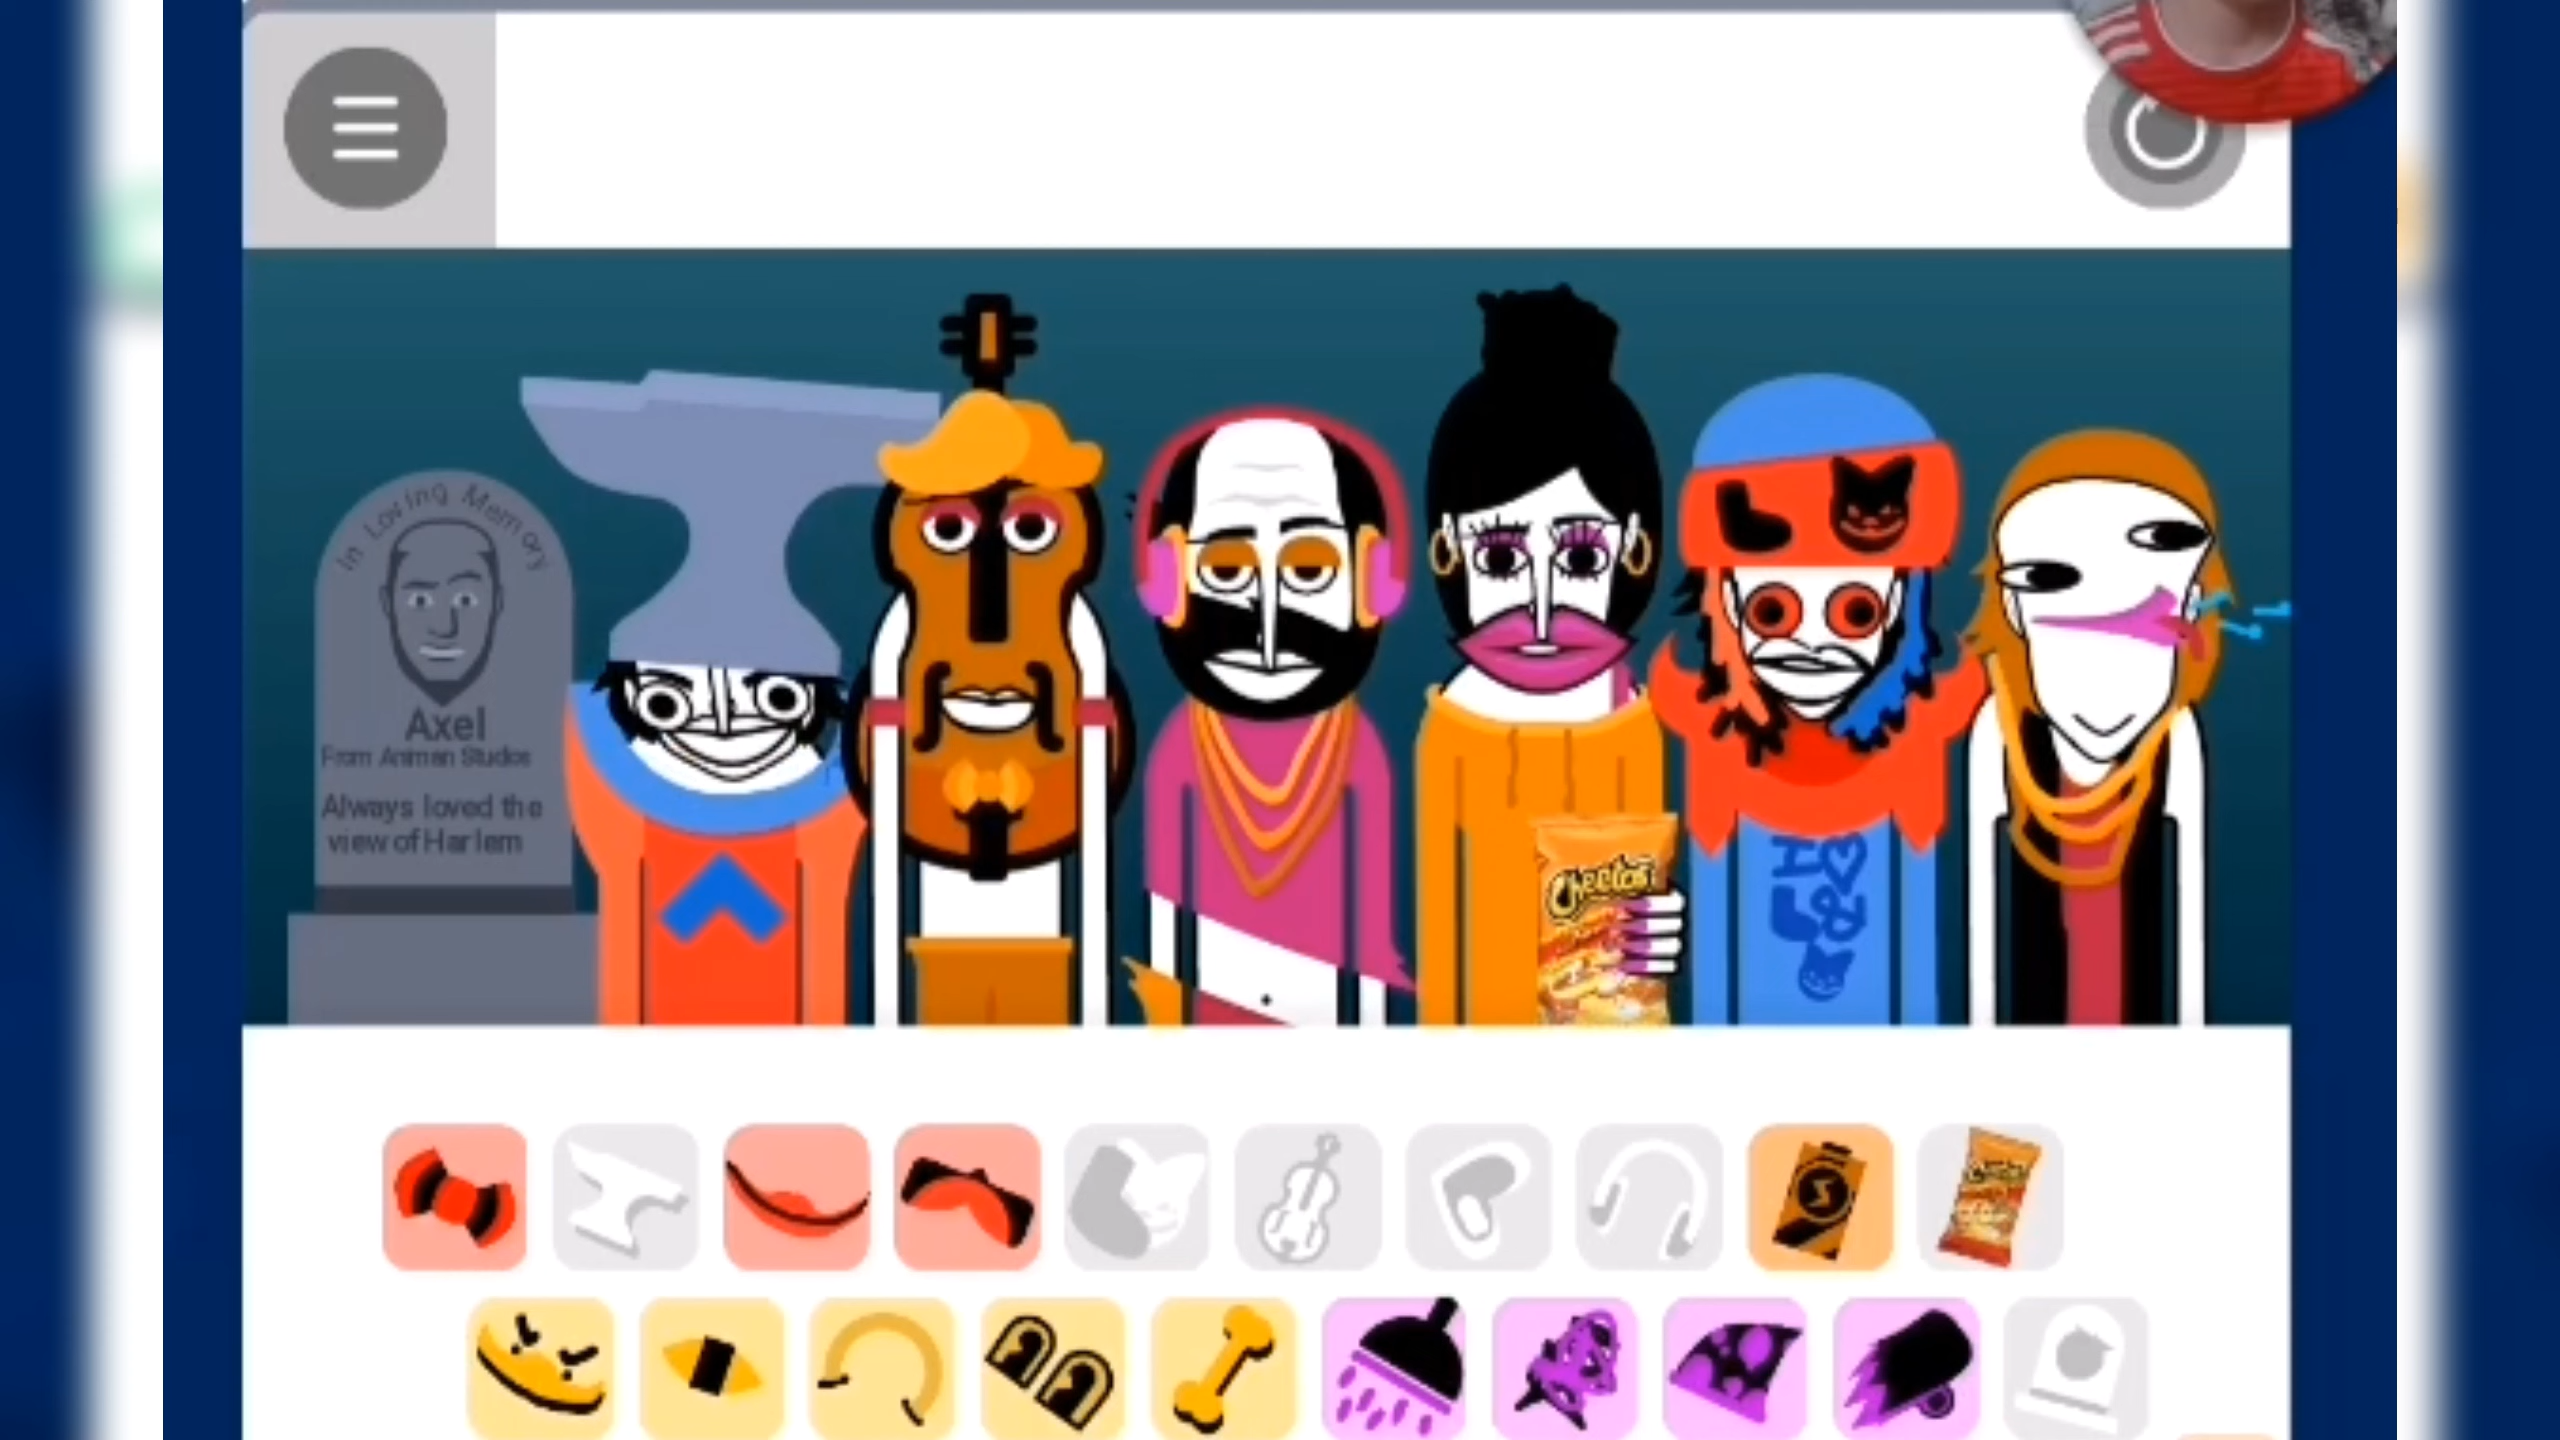 In Loving Memory
Axel
From Animan Studios
Always loved the
view of Harlem
Cheetos
I
&